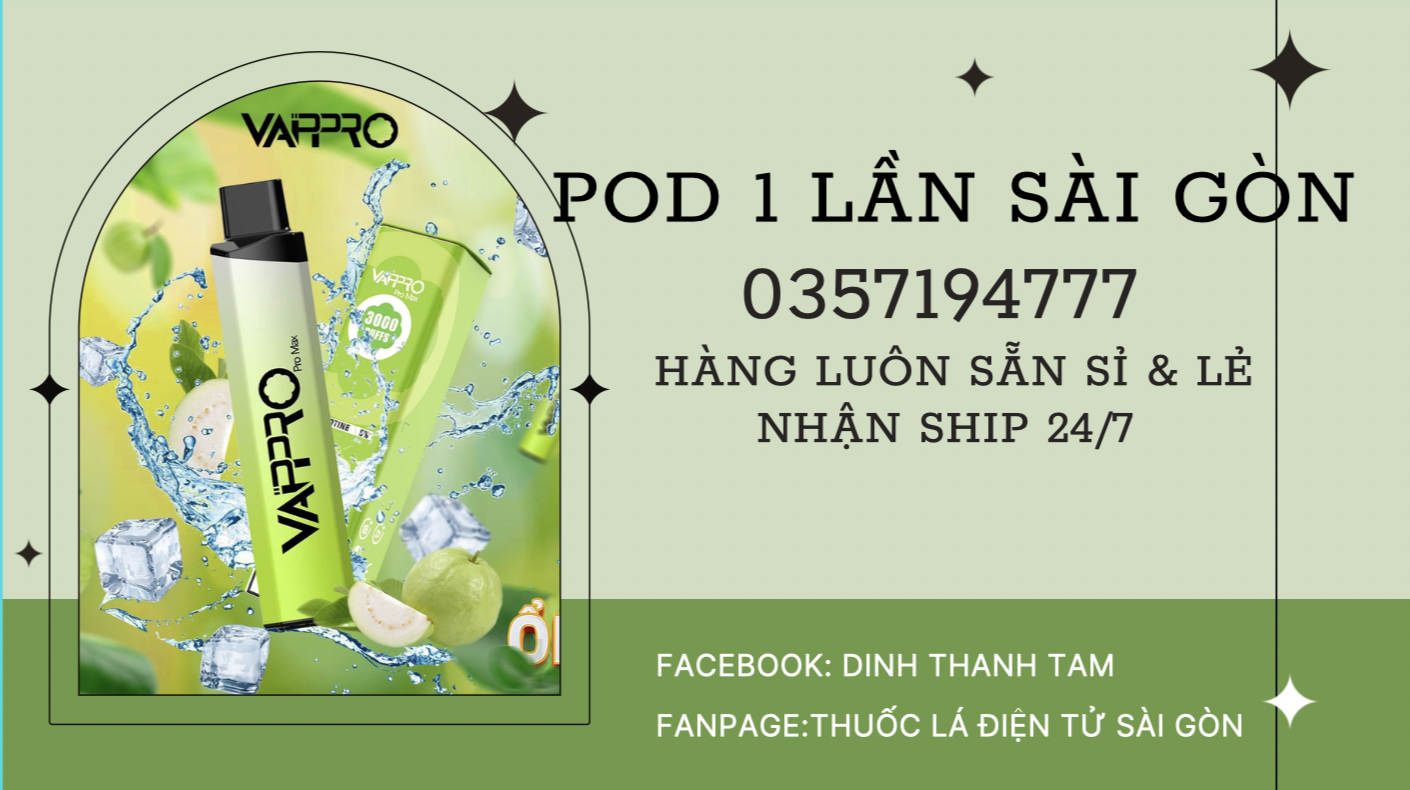 VAPPRO
POD 1 LẦN SÀI GÒN
0357194777
HÀNG LUÔN SẴN SỈ & LẺ
NHẬN SHIP 24/7
VAPPRO
Pro Max
3000
PUFFS +
VAPPRO Pro Max
FACEBOOK: DINH THANH TAM
FANPAGE:THUỐC LÁ ĐIỆN TỬ SÀI GÒN